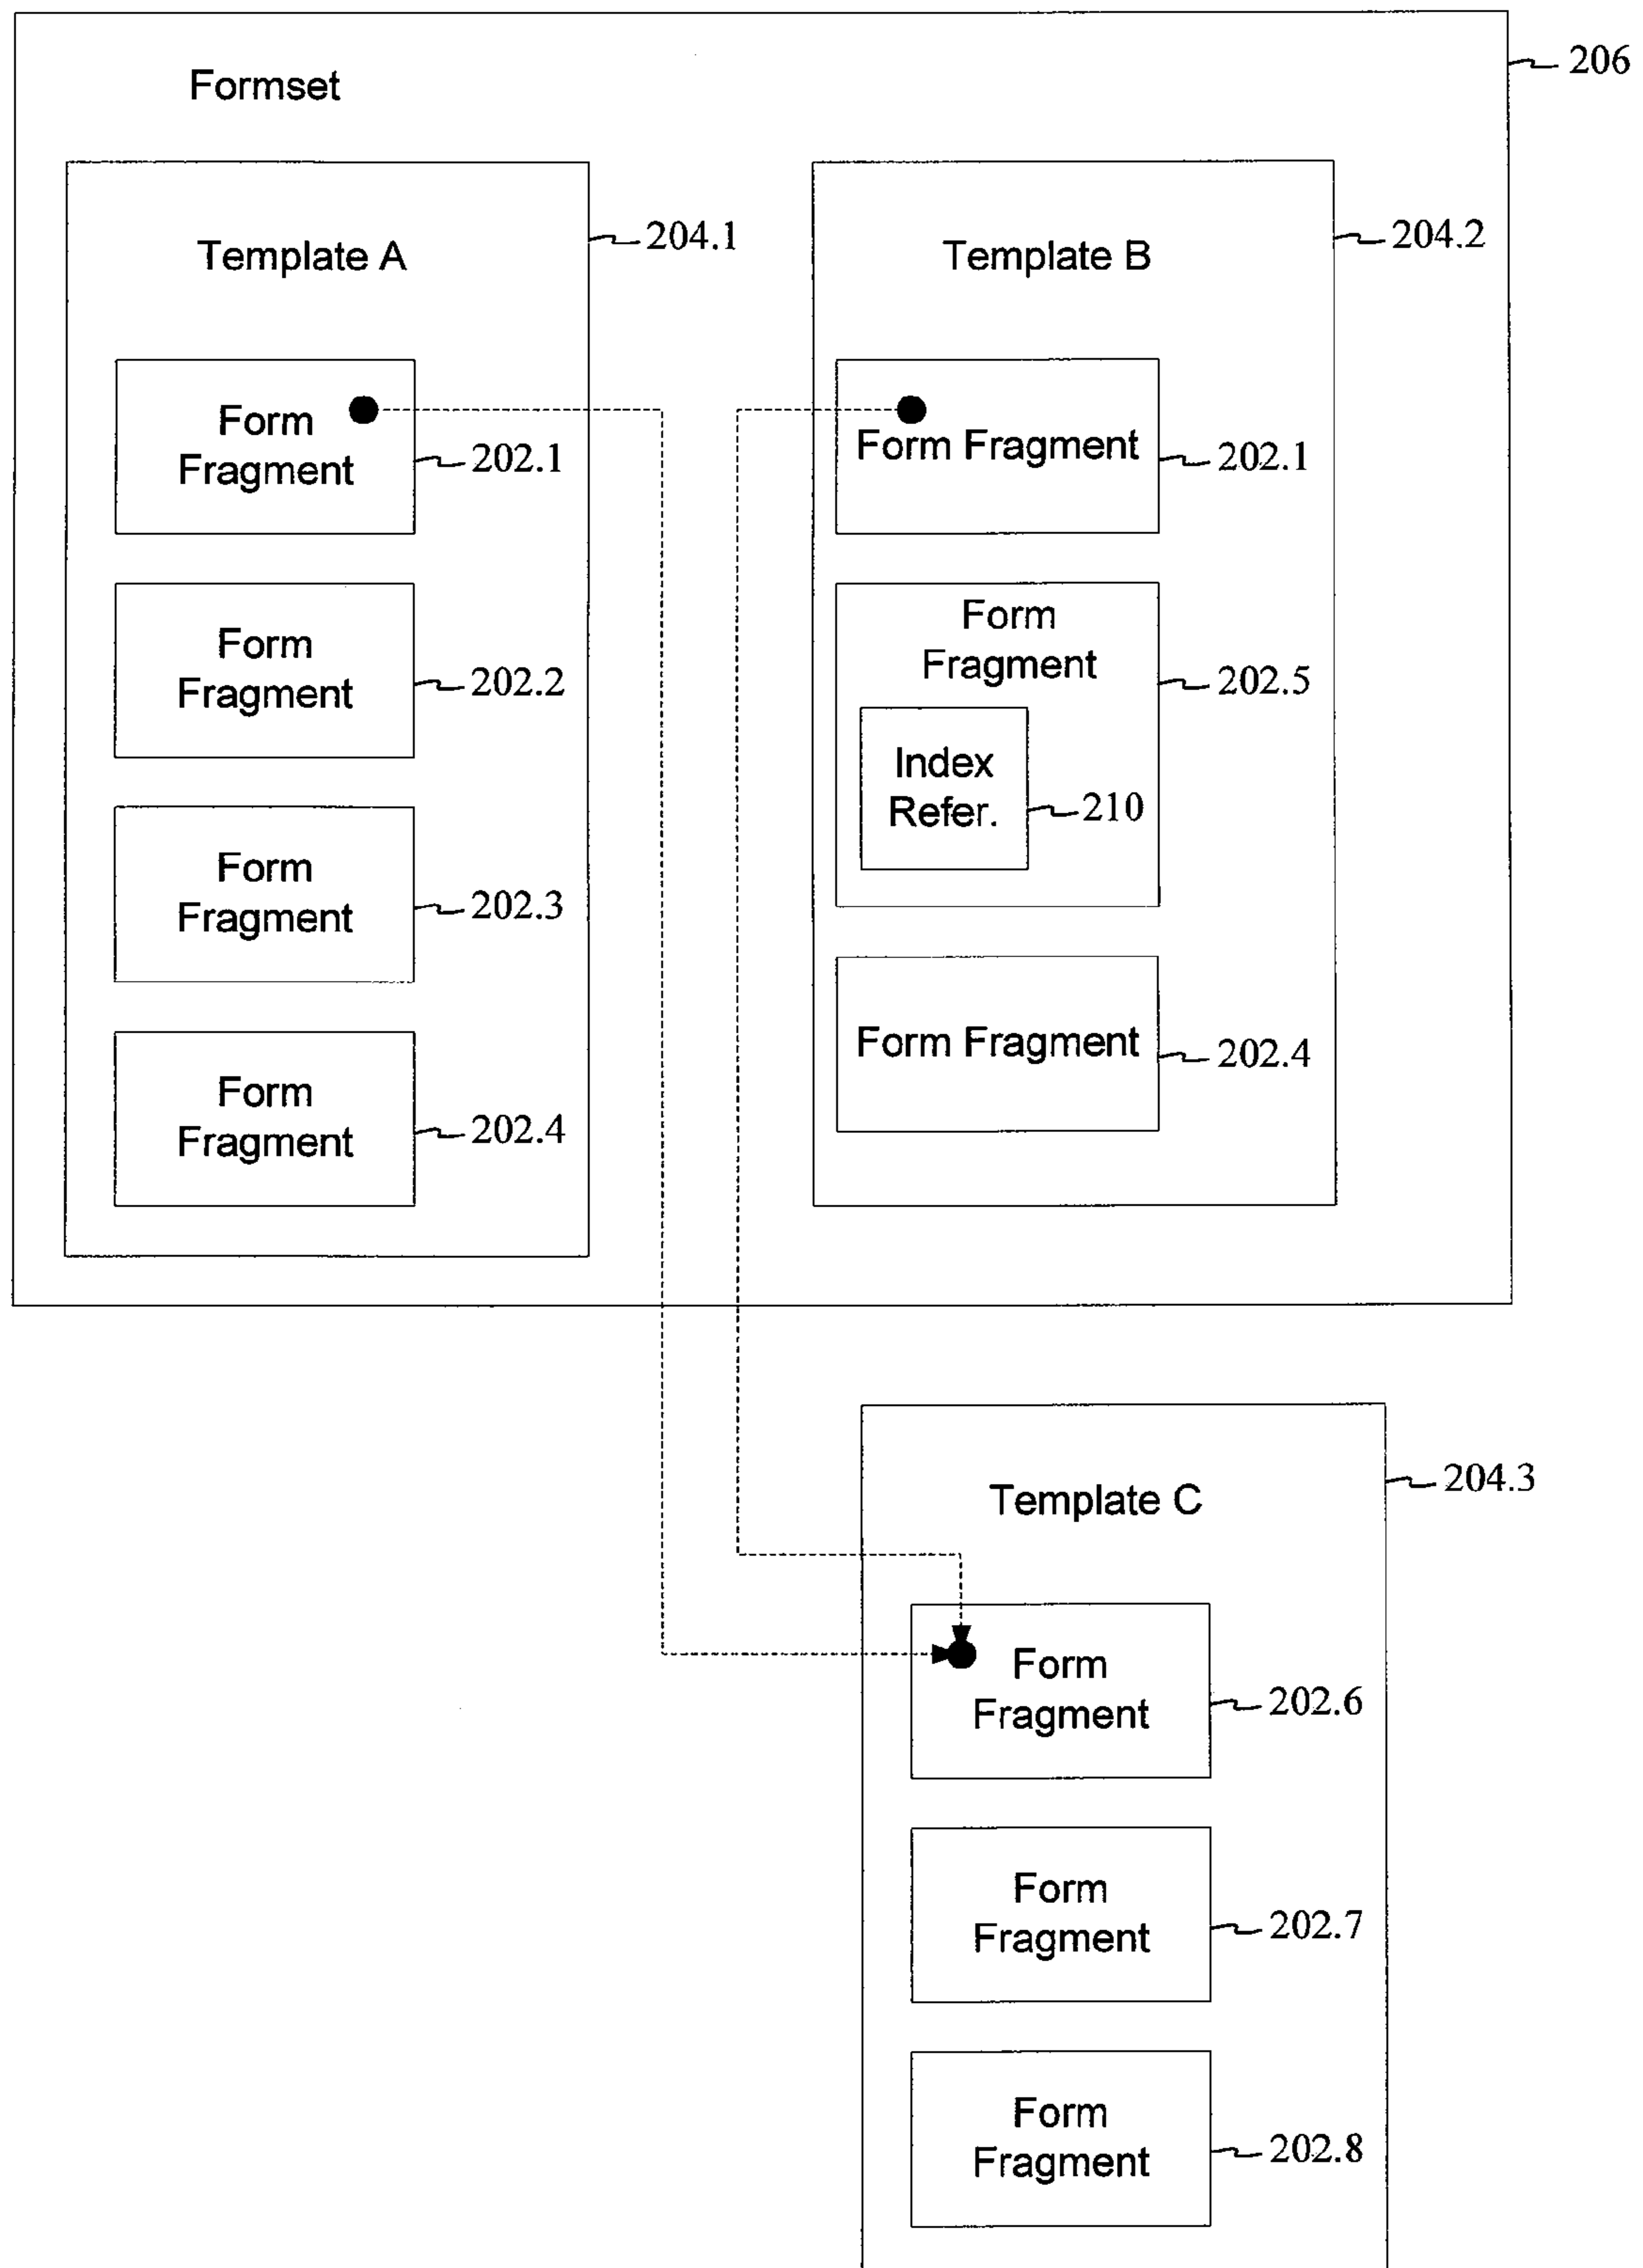 206
Formset
Template A
204.1
Form
Fragment
202.1
Form
Fragment
202.2
Form
Fragment
202.3
Form
Fragment
202.4
Template B
204.2
Form Fragment
202.1
Form
Fragment
202.5
Index
Refer.
210
Form Fragment
202.4
Template C
204.3
Form
Fragment
202.6
Form
Fragment
202.7
Form
Fragment
202.8